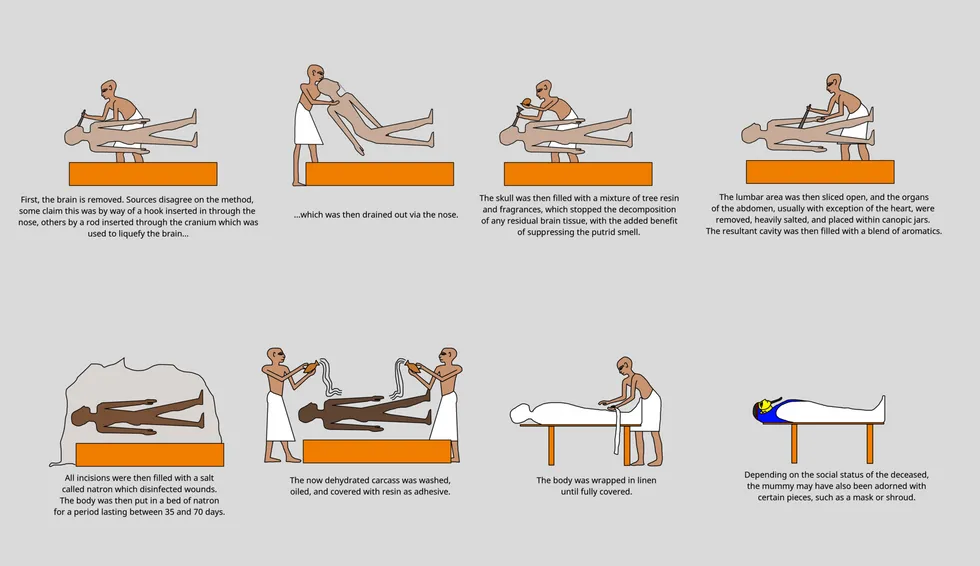 First, the brain is removed. Sources disagree on the method,
some claim this was by way of a hook inserted in through the
nose, others by a rod inserted through the cranium which was
used to liquefy the brain...
...which was then drained out via the nose.
The skull was then filled with a mixture of tree resin
and fragrances, which stopped the decomposition
of any residual brain tissue, with the added benefit
of suppressing the putrid smell.
The lumbar area was then sliced open, and the organs
of the abdomen, usually with exception of the heart, were
removed, heavily salted, and placed within canopic jars.
The resultant cavity was then filled with a blend of aromatics.
All incisions were then filled with a salt
called natron which disinfected wounds.
The body was then put in a bed of natron
for a period lasting between 35 and 70 days.
The now dehydrated carcass was washed,
oiled, and covered with resin as adhesive.
The body was wrapped in linen
until fully covered.
Depending on the social status of the deceased,
the mummy may have also been adorned with
certain pieces, such as a mask or shroud.